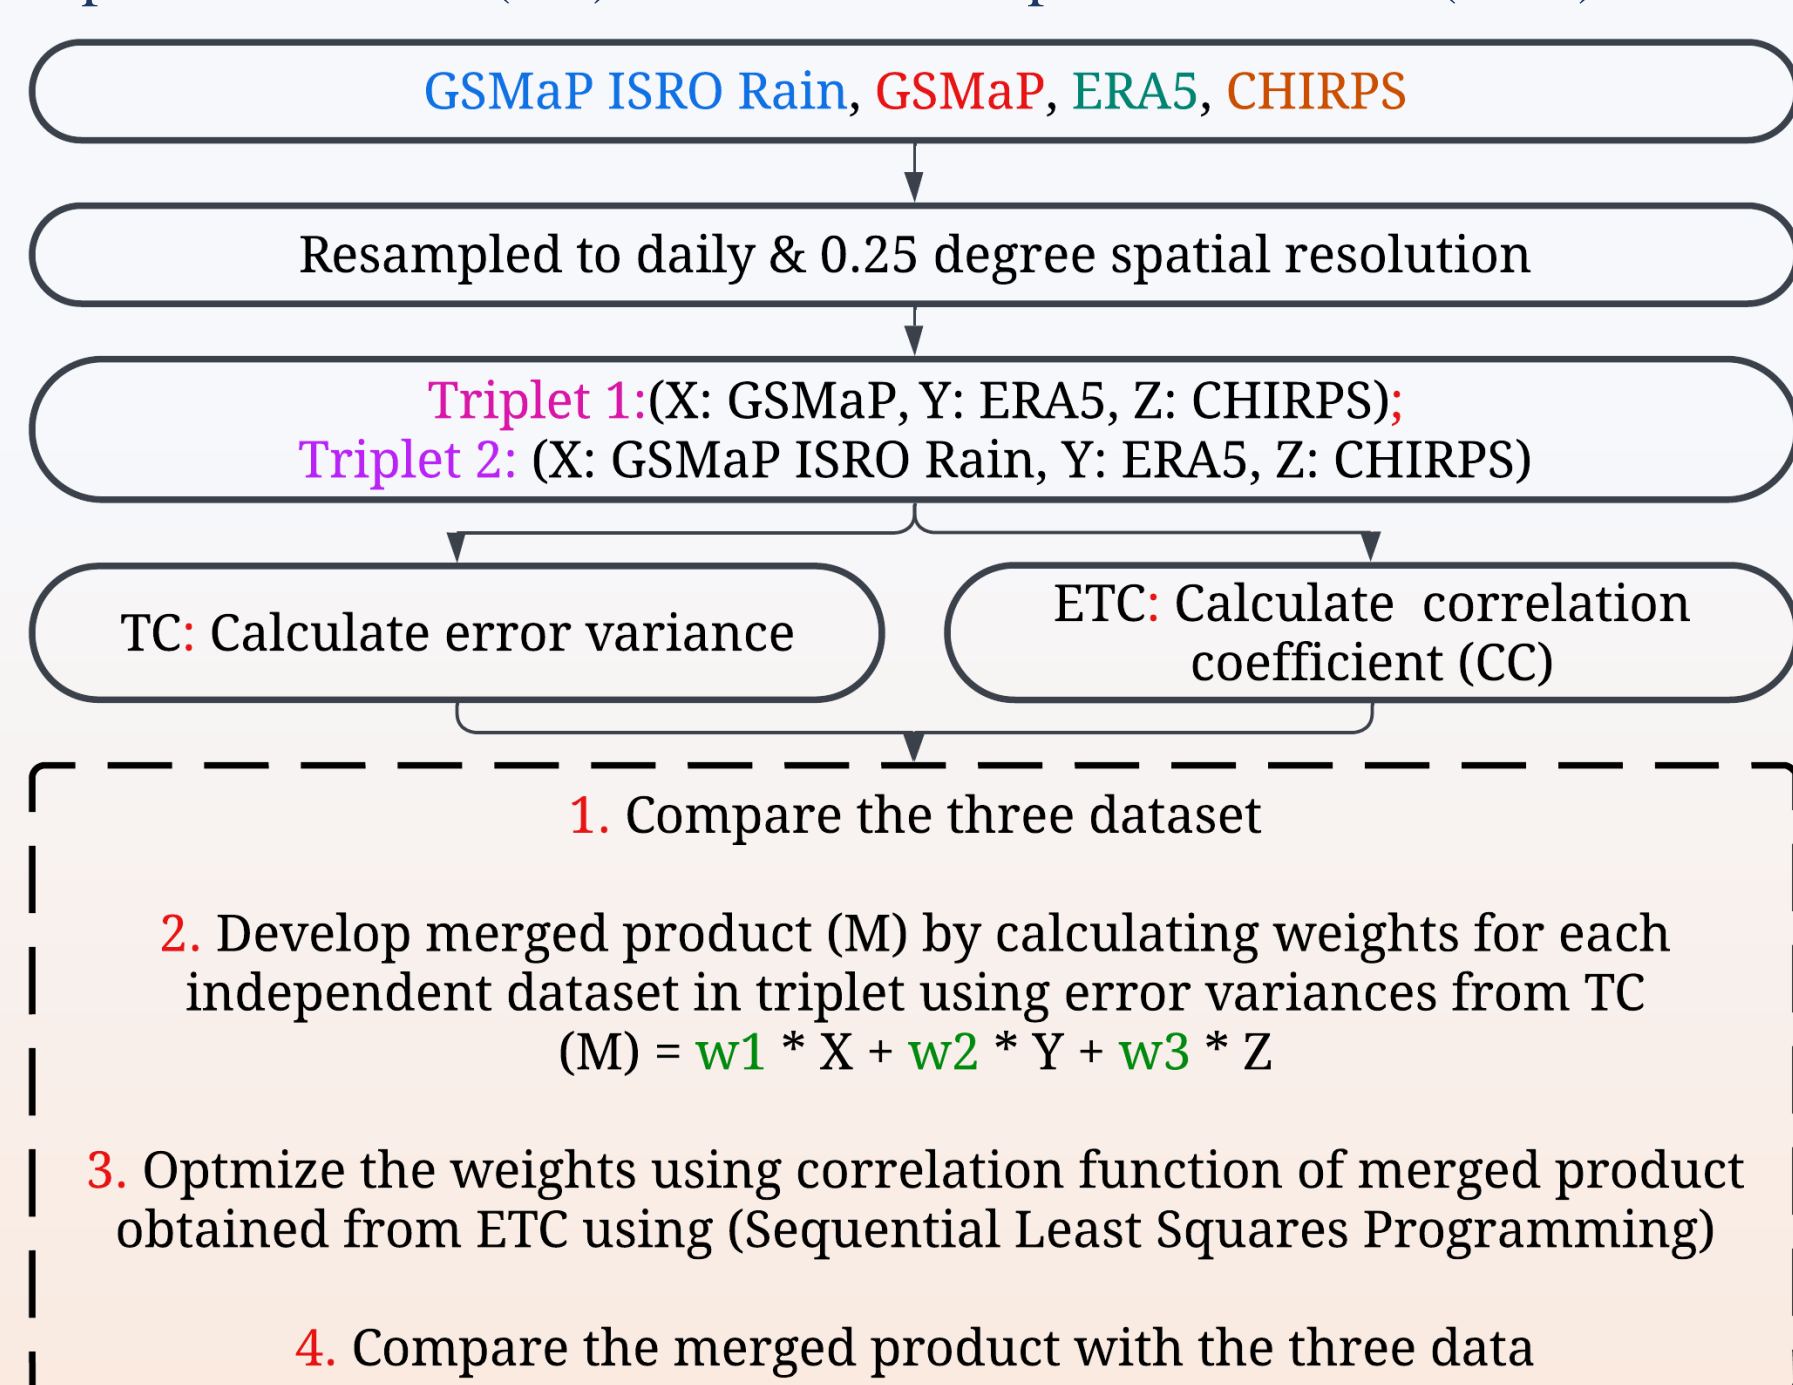 GSMaP ISRO Rain, GSMaP, ERA5, CHIRPS
Resampled to daily & 0.25 degree spatial resolution
Triplet 1:(X: GSMaP, Y: ERA5, Z: CHIRPS);
Triplet 2: (X: GSMaP ISRO Rain, Y: ERA5, Z: CHIRPS)
TC: Calculate error variance
ETC: Calculate correlation
coefficient (CC)
1. Compare the three dataset
2. Develop merged product (M) by calculating weights for each
independent dataset in triplet using error variances from TC
(M) = w1 * X + w2 * Y + w3 * Z
3. Optmize the weights using correlation function of merged product
obtained from ETC using (Sequential Least Squares Programming)
4. Compare the merged product with the three data